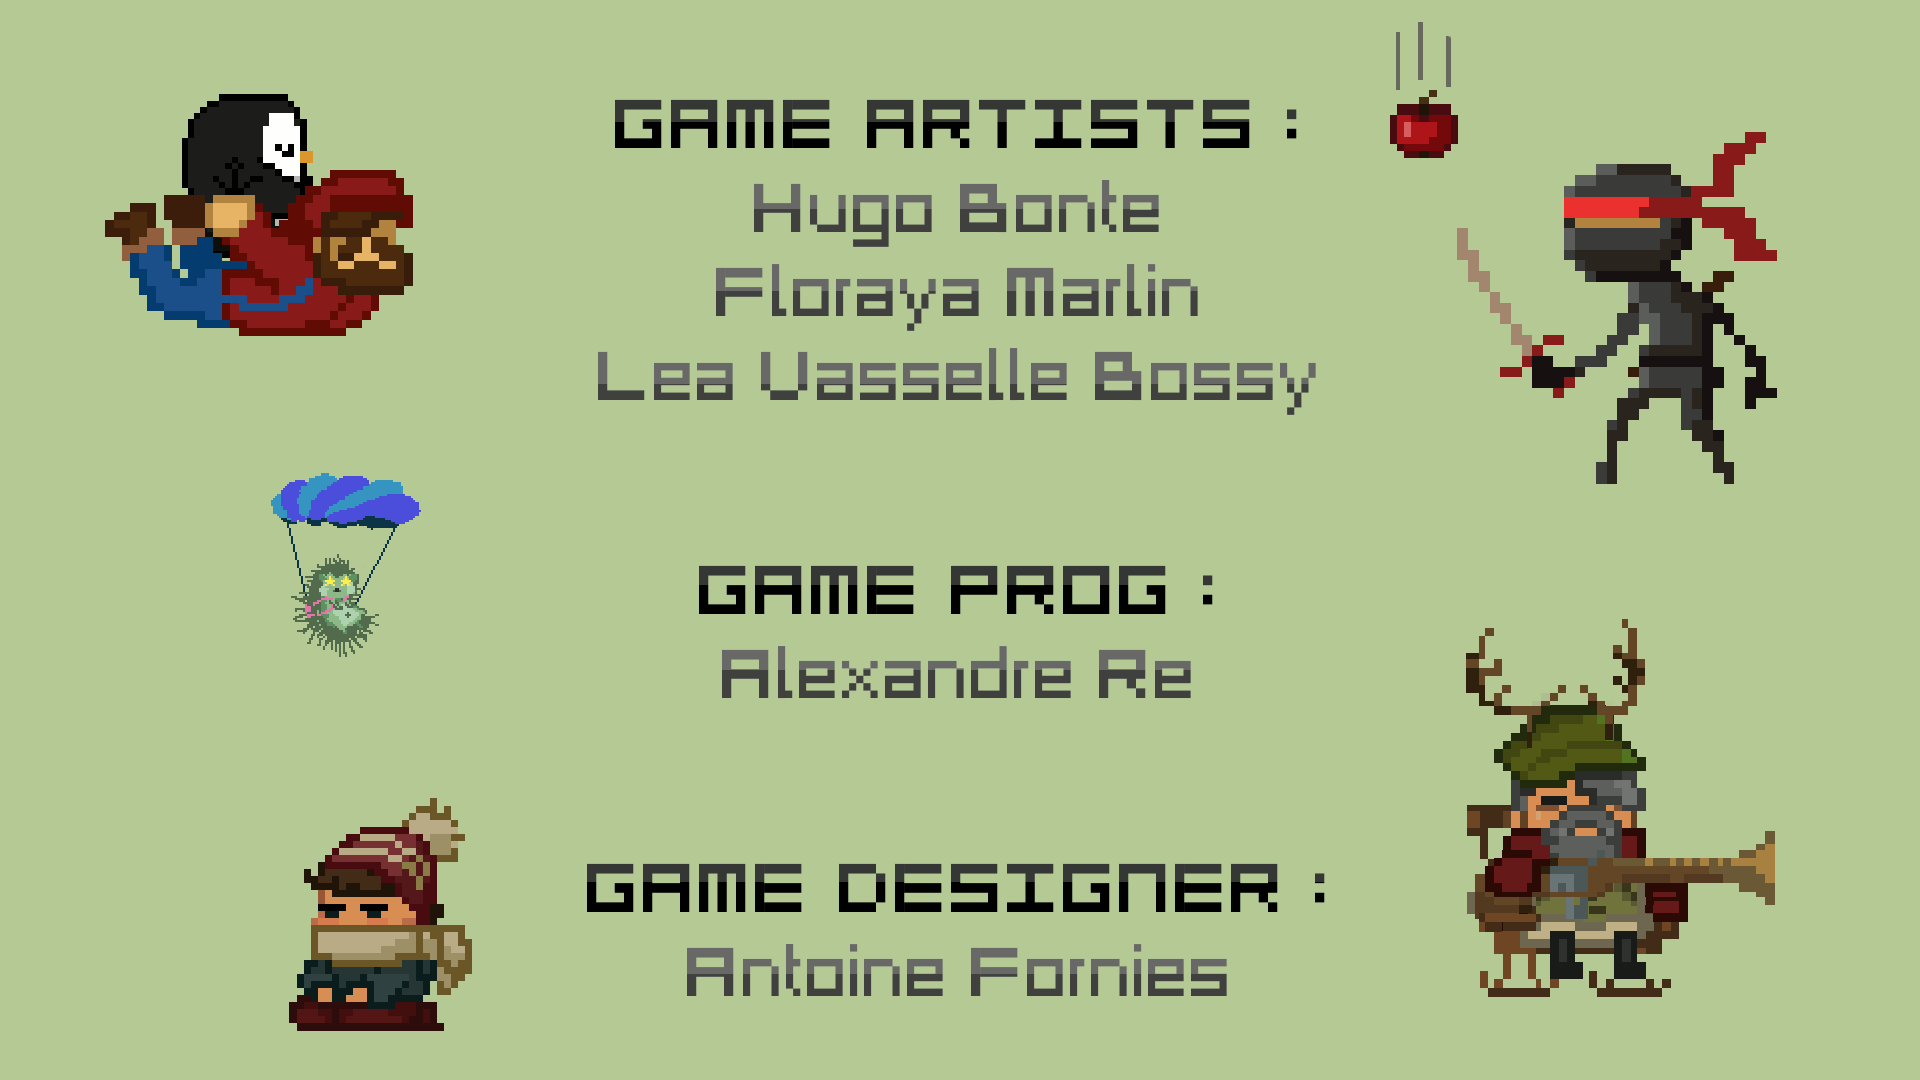 GAME ARTISTS :
Hugo Bonte
Floraya Marlin
Lea Vasselle Bossy
GAME PROG :
Alexandre Re
GAME DESIGNER :
Antoine Fornies